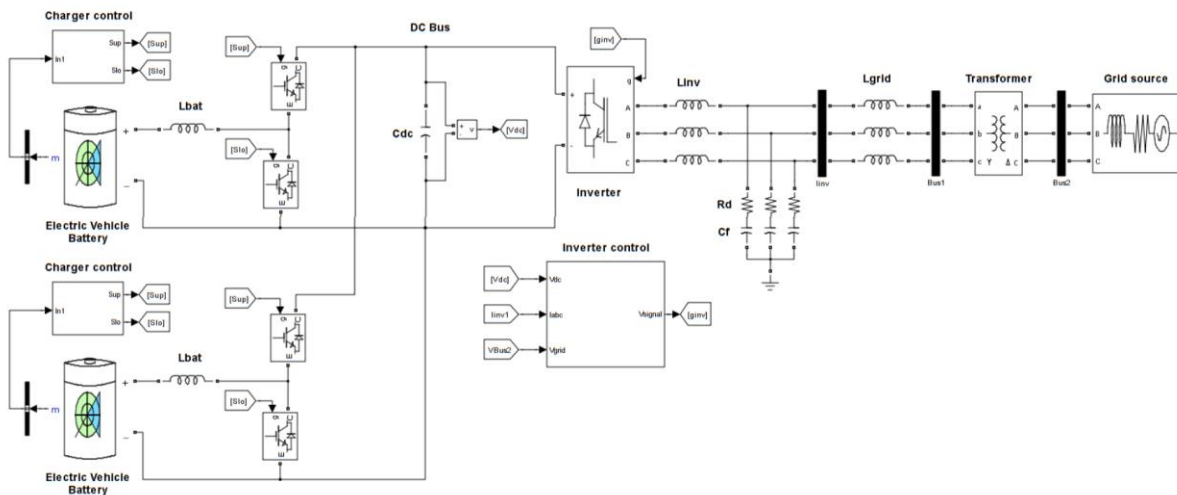 Charger control
In1
Sup
Slo
[Sup]
[Slo]
m
+
−
Electric Vehicle
Battery
Lbat
[Sup]
g
C
E
[Slo]
g
C
E
DC Bus
Cdc
+
v
[Vdc]
[ginv]
g
+
-
A
B
C
Inverter
Linv
Rd
Cf
Iinv
Lgrid
Bus1
Transformer
a
b
c
A
B
C
Y
Δ
Bus2
Grid source
A
B
C
Charger control
In1
Sup
Slo
[Sup]
[Slo]
m
+
−
Electric Vehicle
Battery
Lbat
[Sup]
g
C
E
[Slo]
g
C
E
Inverter control
[Vdc]
Iinv1
VBus2
Vdc
Iabc
Vgrid
Vsignal
[ginv]